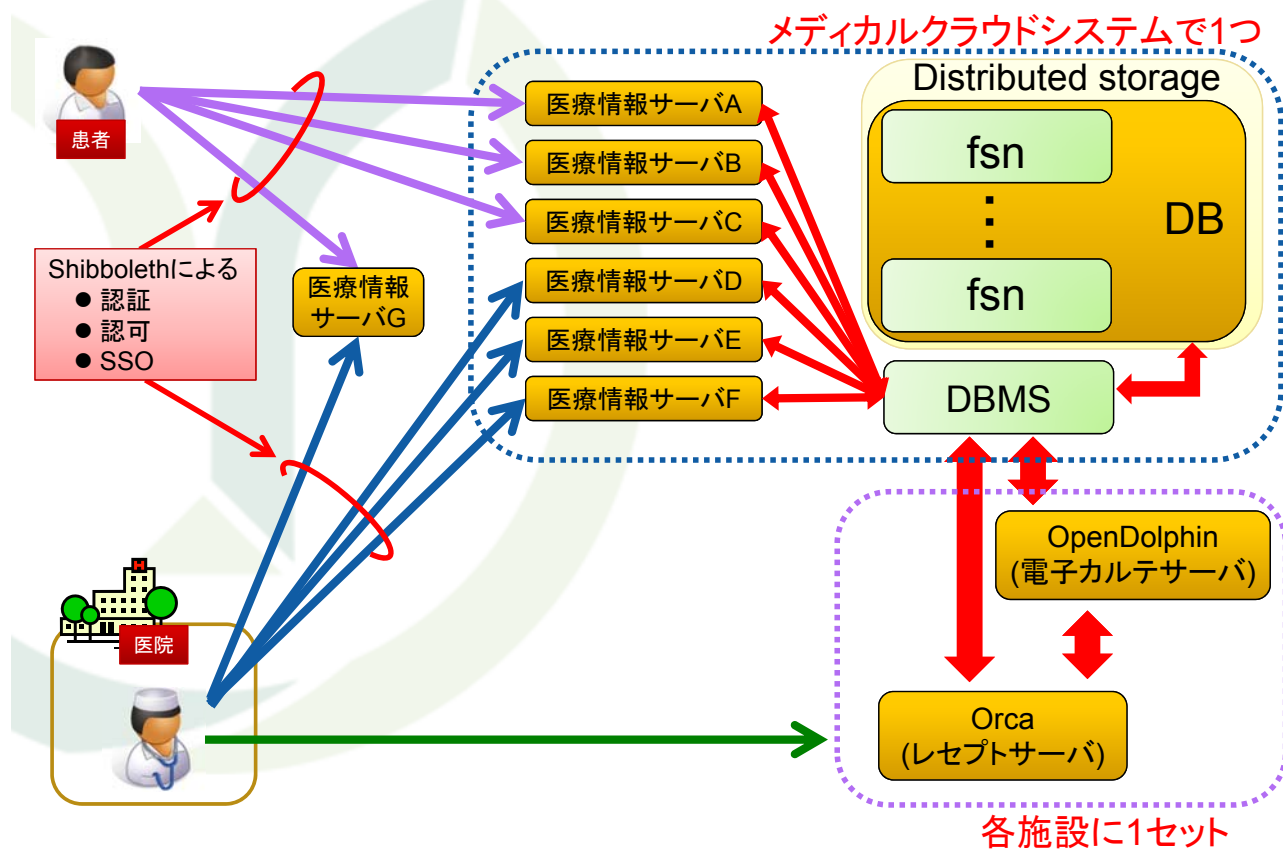 メディカルクラウドシステムで1つ
患者
Shibbolethによる
● 認証
● 認可
● SSO
医療情報
サーバG
医療情報サーバA
医療情報サーバB
医療情報サーバC
医療情報サーバD
医療情報サーバE
医療情報サーバF
Distributed storage
fsn
⋮
fsn
DB
DBMS
OpenDolphin
(電子カルテサーバ)
Orca
(レセプトサーバ)
各施設に1セット
H
医院